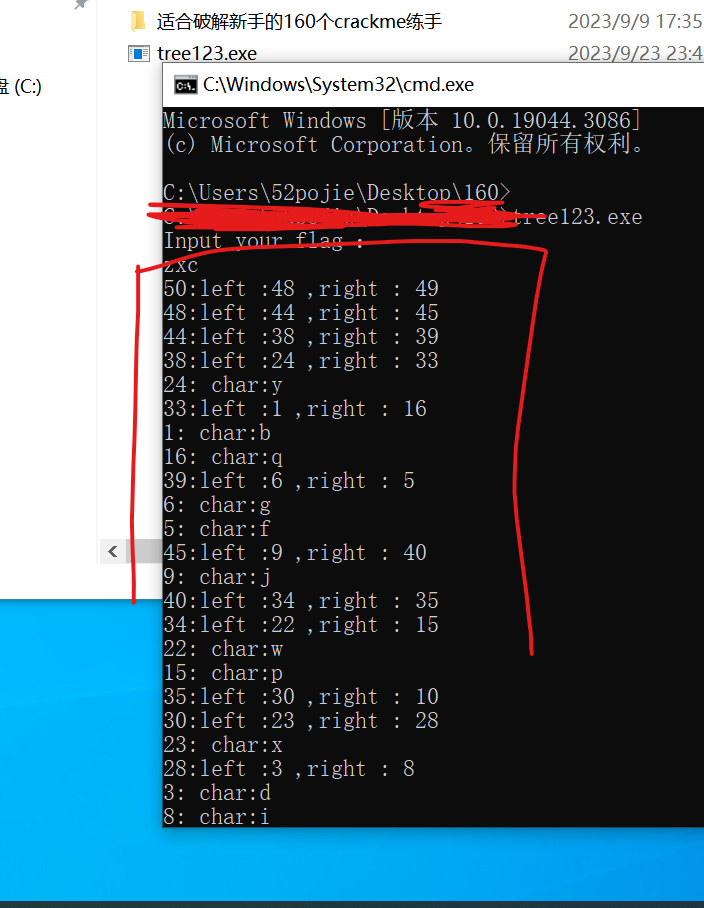 适合破解新手的160个crackme练手 2023/9/9 17:35
tree123.exe 2023/9/23 23:4
盘 (C:)
C:\Windows\System32\cmd.exe
Microsoft Windows [版本 10.0.19044.3086]
(c) Microsoft Corporation。保留所有权利。
C:\Users\52pojie\Desktop\160>
tree123.exe
Input your flag :
zxc
50:left :48 ,right : 49
48:left :44 ,right : 45
44:left :38 ,right : 39
38:left :24 ,right : 33
24: char:y
33:left :1 ,right : 16
1: char:b
16: char:q
39:left :6 ,right : 5
6: char:g
5: char:f
45:left :9 ,right : 40
9: char:j
40:left :34 ,right : 35
34:left :22 ,right : 15
22: char:w
15: char:p
35:left :30 ,right : 10
30:left :23 ,right : 28
23: char:x
28:left :3 ,right : 8
3: char:d
8: char:i